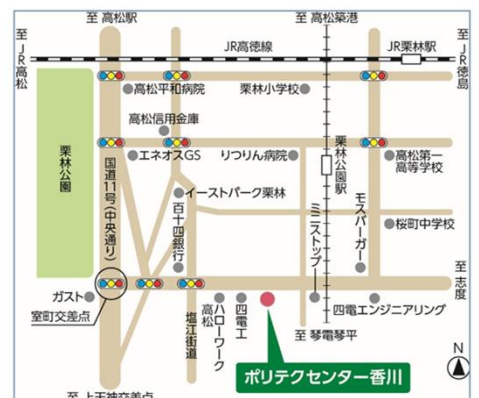 至 高松駅
至 高松築港
至 JR高松
JR高徳線
JR栗林駅
至 JR徳島
高松平和病院
栗林小学校
高松信用金庫
エネオスGS
りつりん病院
栗林公園駅
高松第一
高等学校
栗林公園
国道11号(中央通り)
イーストパーク栗林
百十四銀行
ミニストップ
モスバーガー
桜町中学校
至 志度
ガスト
室町交差点
塩江街道
ハローワーク
高松
四電工
四電エンジニアリング
至 琴電琴平
N
ポリテクセンター香川
至 上天神交差点